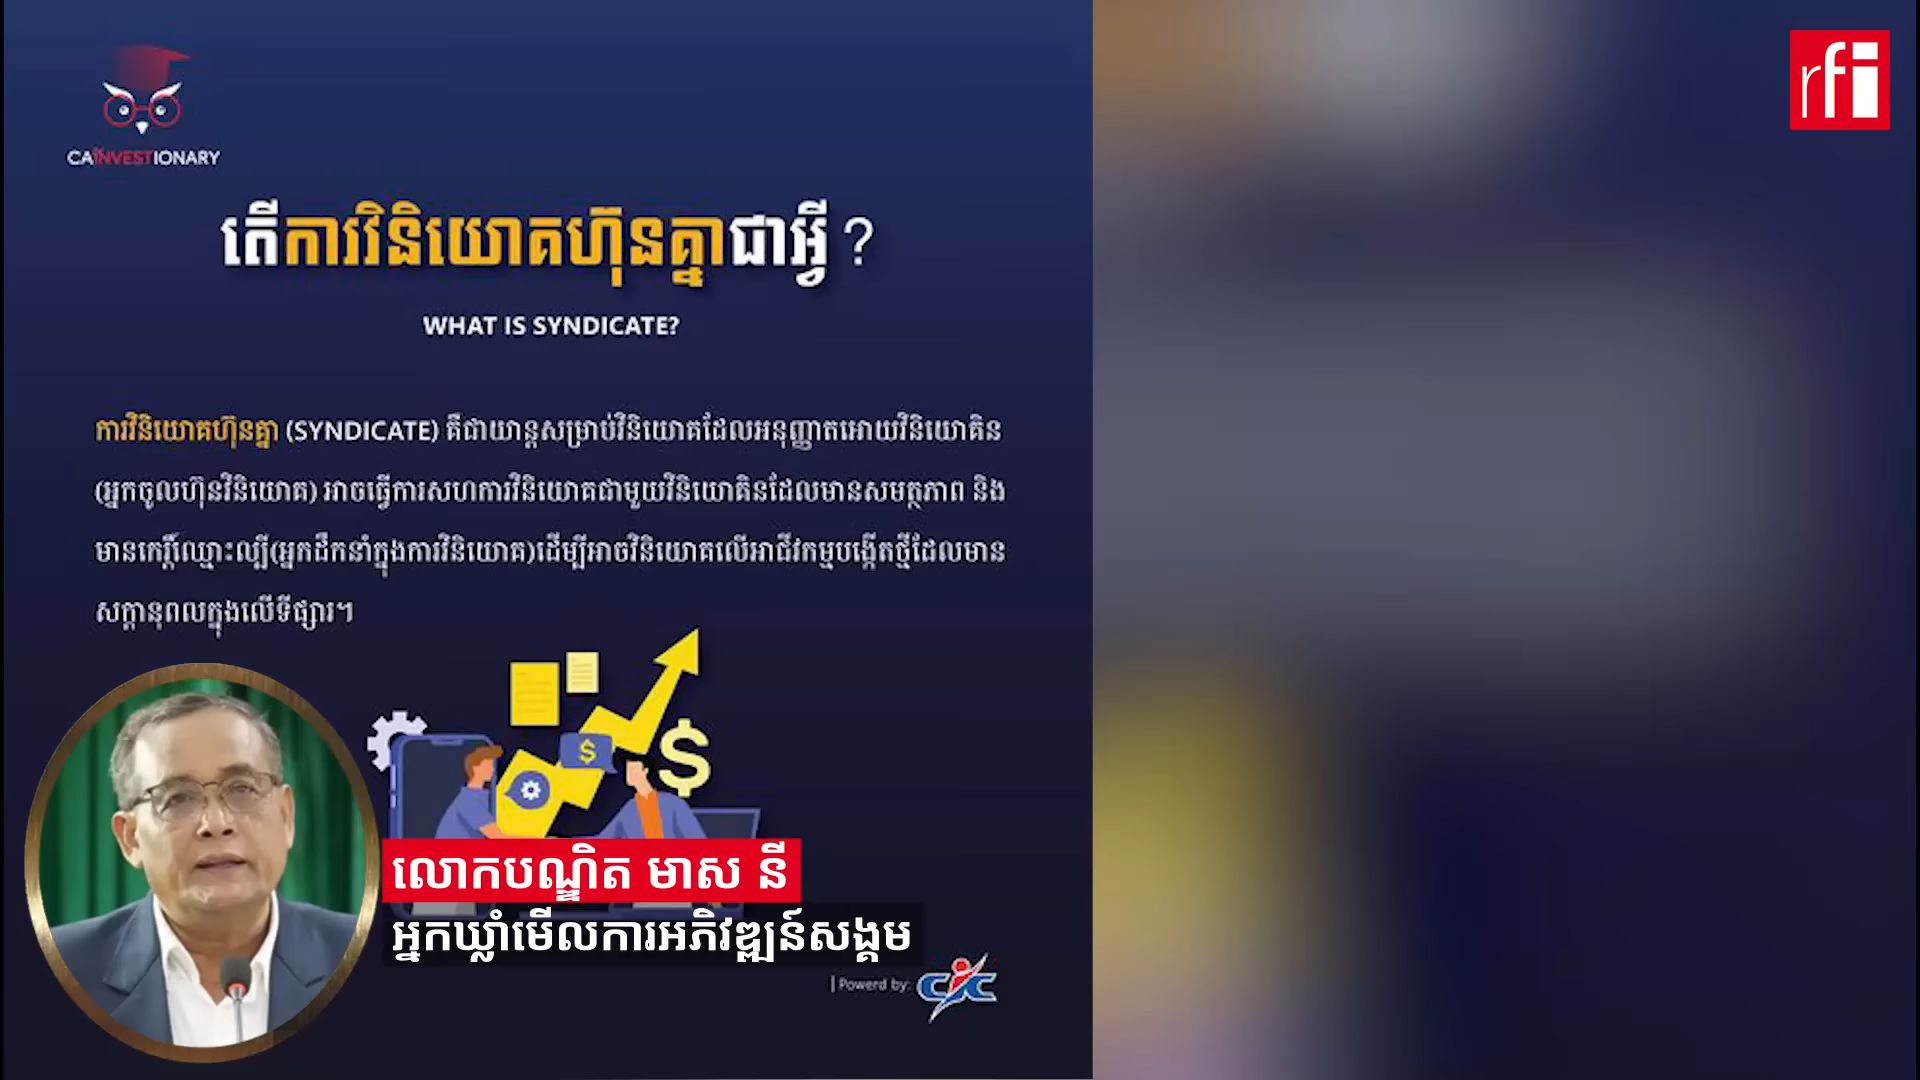 rfi
CAINVESTIONARY
តើការវិនិយោគហ៊ុនគ្នាជាអ្វី ?
WHAT IS SYNDICATE?
ការវិនិយោគហ៊ុនគ្នា (SYNDICATE) គឺជាយាន្តសម្រាប់វិនិយោគដែលអនុញ្ញាតអោយវិនិយោគិន
(អ្នកចូលហ៊ុនវិនិយោគ) អាចធ្វើការសហការវិនិយោគជាមួយវិនិយោគិនដែលមានសមត្ថភាព និង
មានកេរ្តិ៍ឈ្មោះល្បី(អ្នកដឹកនាំក្នុងការវិនិយោគ)ដើម្បីអាចវិនិយោគលើអាជីវកម្មបង្កើតថ្មីដែលមាន
សក្តានុពលក្នុងលើទីផ្សារ។
លោកបណ្ឌិត មាស នី
អ្នកឃ្លាំមើលការអភិវឌ្ឍន៍សង្គម
Powerd by: CIC